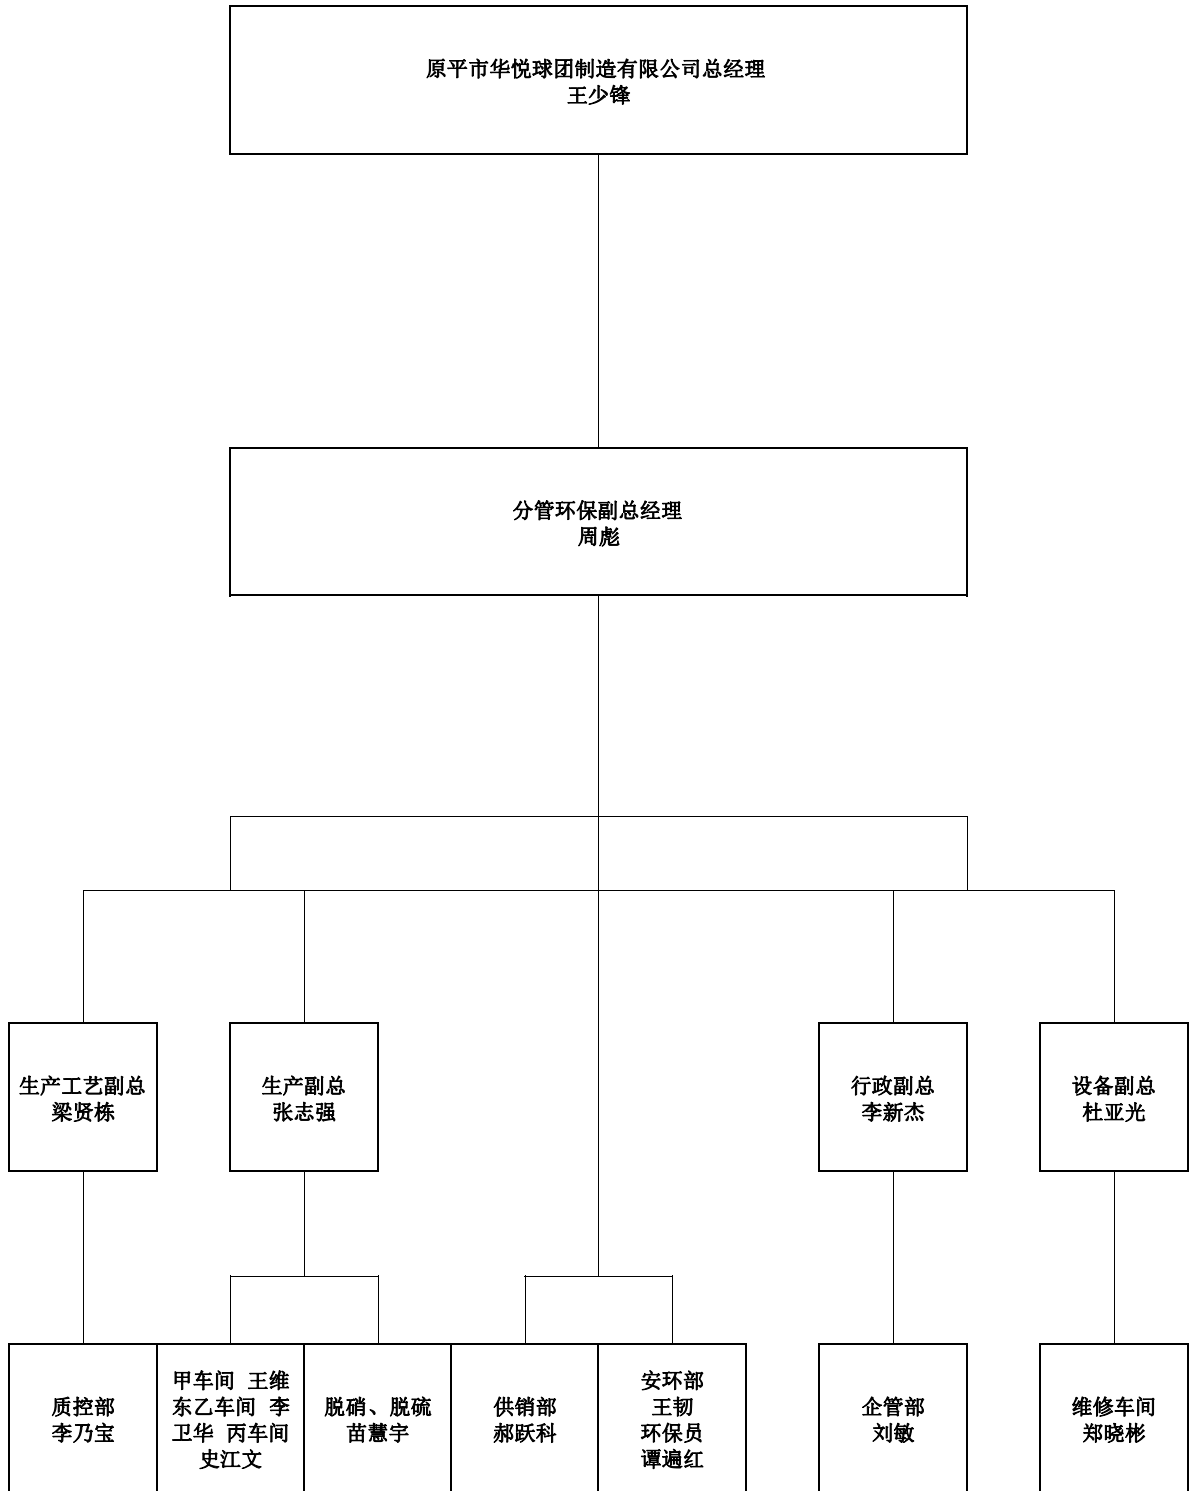 原平市华悦球团制造有限公司总经理
王少锋
分管环保副总经理
周彪
生产工艺副总
梁贤栋
生产副总
张志强
行政副总
李新杰
设备副总
杜亚光
质控部
李乃宝
甲车间 王维
东乙车间 李
卫华 丙车间
史江文
脱硝、脱硫
苗慧宇
供销部
郝跃科
安环部
王韧
环保员
谭遍红
企管部
刘敏
维修车间
郑晓彬